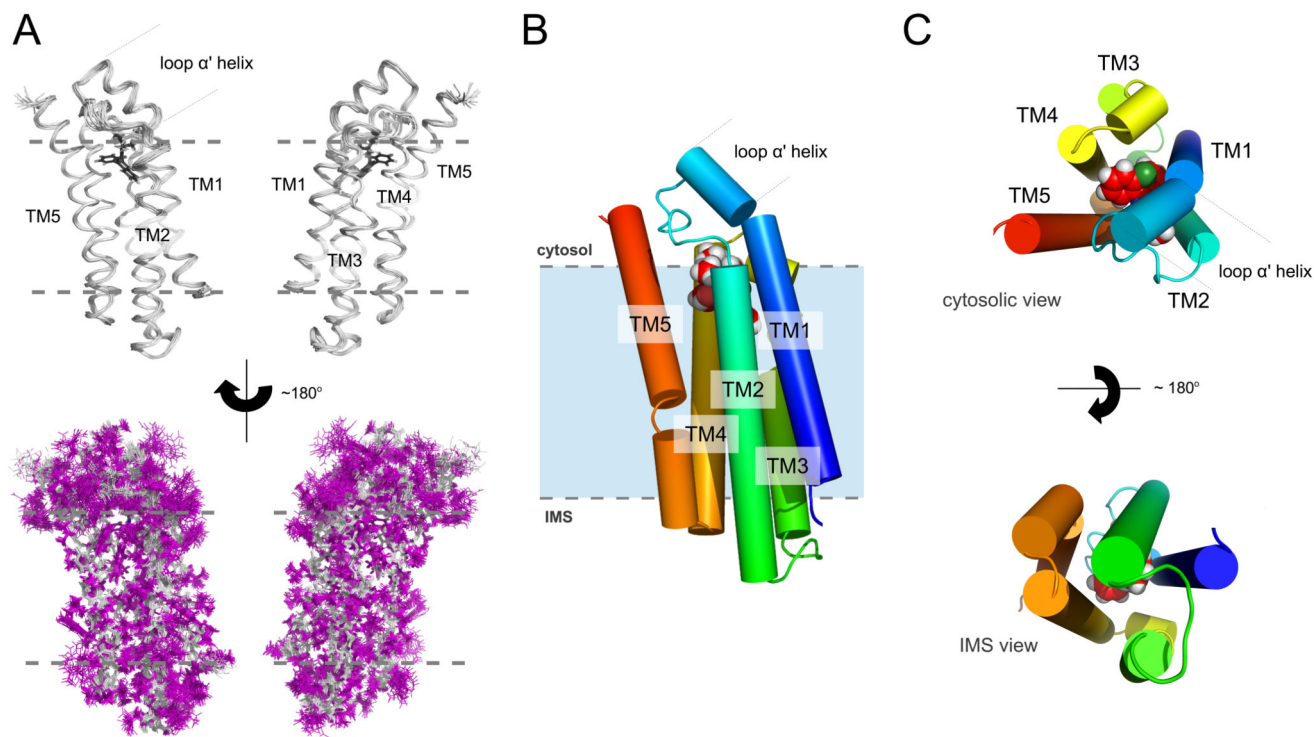 A
loop α' helix
TM5
TM1
TM2
TM1
TM5
TM4
TM3
~180°
B
loop α' helix
cytosol
TM5
TM1
TM2
TM4
TM3
IMS
C
TM3
TM4
TM1
TM5
loop α' helix
TM2
cytosolic view
~ 180°
IMS view